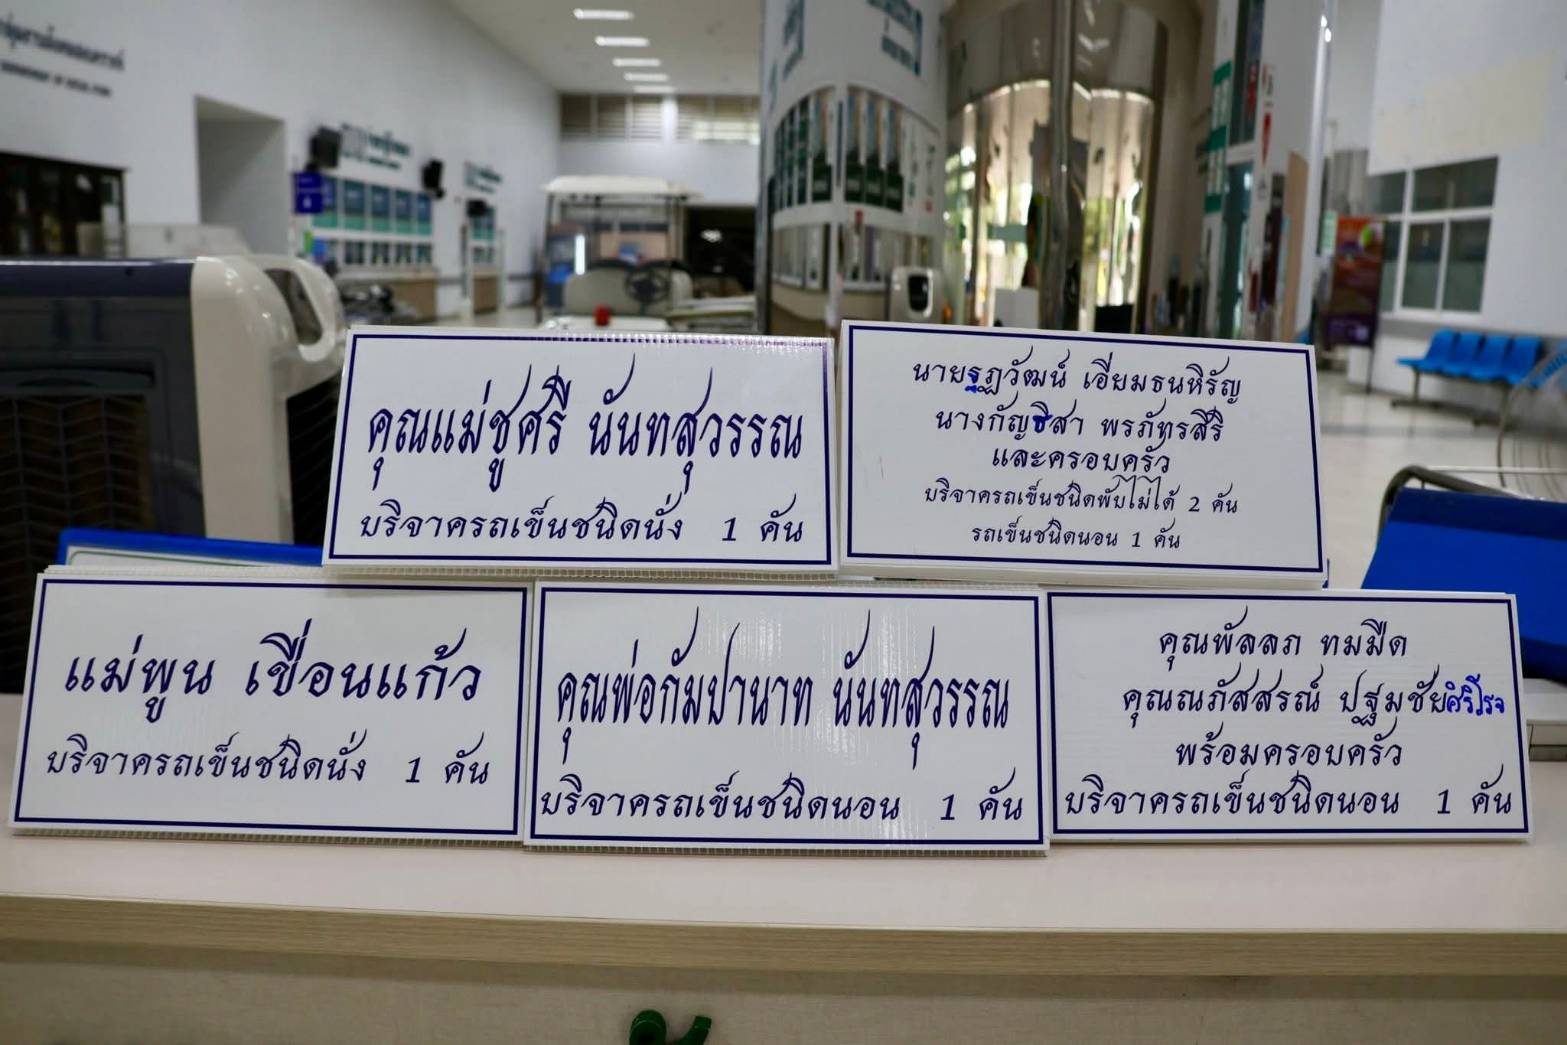 คุณแม่ชูศรี นันทสุวรรณ
บริจาครถเข็นชนิดนั่ง 1 คัน
นายฐฏวัฒน์ เอี่ยมธนหิรัญ
นางกัญชิสา พรภัทรสิริ
และครอบครัว
บริจาครถเข็นชนิดพับไม่ได้ 2 คัน
รถเข็นชนิดนอน 1 คัน
แม่พูน เขื่อนแก้ว
บริจาครถเข็นชนิดนั่ง 1 คัน
คุณพ่อกัมปานาท นันทสุวรรณ
บริจาครถเข็นชนิดนอน 1 คัน
คุณพัลลภ ทมมืด
คุณณภัสสรณ์ ปฐมชัยศิริโรจ
พร้อมครอบครัว
บริจาครถเข็นชนิดนอน 1 คัน